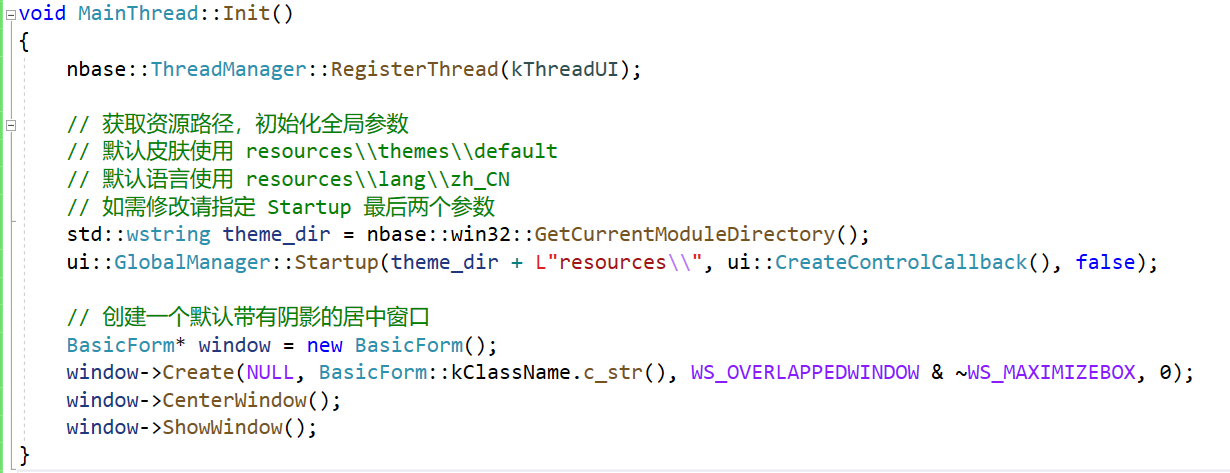 void MainThread::Init()
{
    nbase::ThreadManager::RegisterThread(kThreadUI);

    // 获取资源路径，初始化全局参数
    // 默认皮肤使用 resources\\themes\\default
    // 默认语言使用 resources\\lang\\zh_CN
    // 如需修改请指定 Startup 最后两个参数
    std::wstring theme_dir = nbase::win32::GetCurrentModuleDirectory();
    ui::GlobalManager::Startup(theme_dir + L"resources\\", ui::CreateControlCallback(), false);

    // 创建一个默认带有阴影的居中窗口
    BasicForm* window = new BasicForm();
    window->Create(NULL, BasicForm::kClassName.c_str(), WS_OVERLAPPEDWINDOW & ~WS_MAXIMIZEBOX, 0);
    window->CenterWindow();
    window->ShowWindow();
}